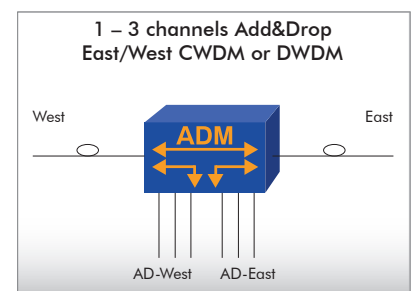 1 – 3 channels Add&Drop
East/West CWDM or DWDM
West
East
ADM
AD-West
AD-East